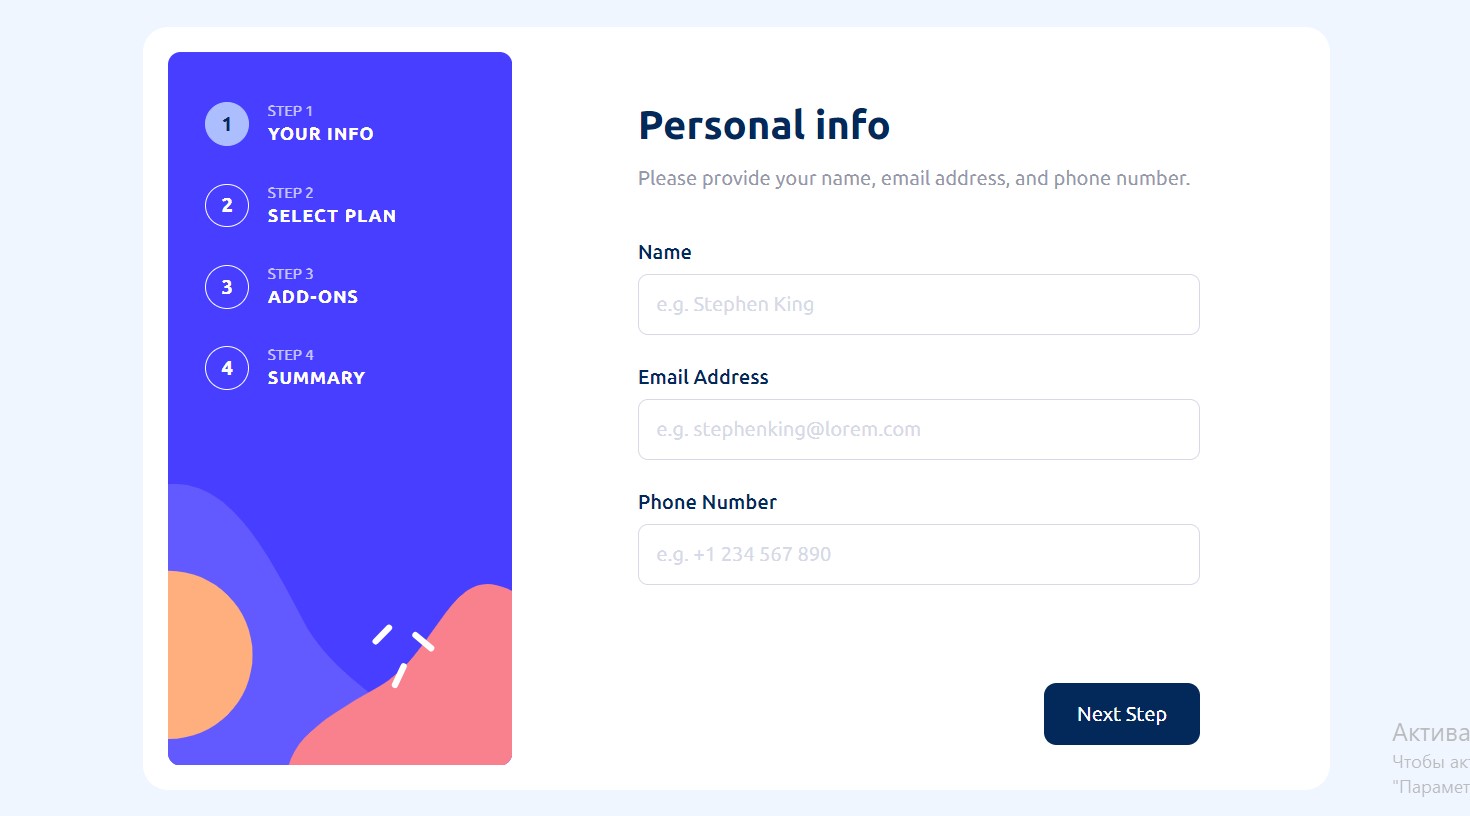 1
STEP 1
YOUR INFO
2
STEP 2
SELECT PLAN
3
STEP 3
ADD-ONS
4
STEP 4
SUMMARY
Personal info
Please provide your name, email address, and phone number.
Name
e.g. Stephen King
Email Address
e.g. stephenking@lorem.com
Phone Number
e.g. +1 234 567 890
Next Step
Актива
Чтобы акт
"Парамет